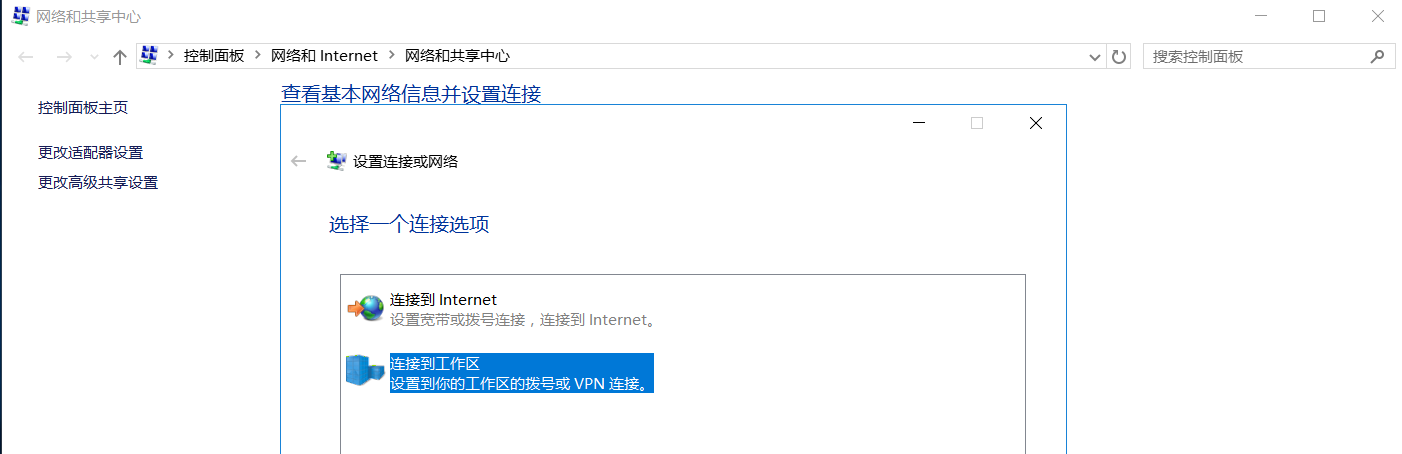 网络和共享中心
控制面板 网络和 Internet 网络和共享中心
搜索控制面板
控制面板主页
更改适配器设置
更改高级共享设置
查看基本网络信息并设置连接
设置连接或网络
选择一个连接选项
连接到 Internet
设置宽带或拨号连接，连接到 Internet。
连接到工作区
设置到你的工作区的拨号或 VPN 连接。